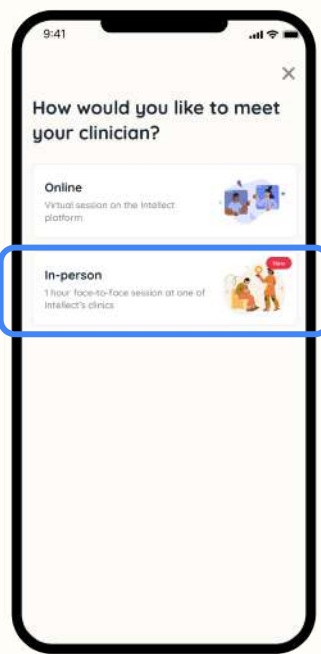 9:41
How would you like to meet
your clinician?
Online
Virtual session on the Intellect
platform
New
In-person
1 hour face-to-face session at one of
Intellect's clinics